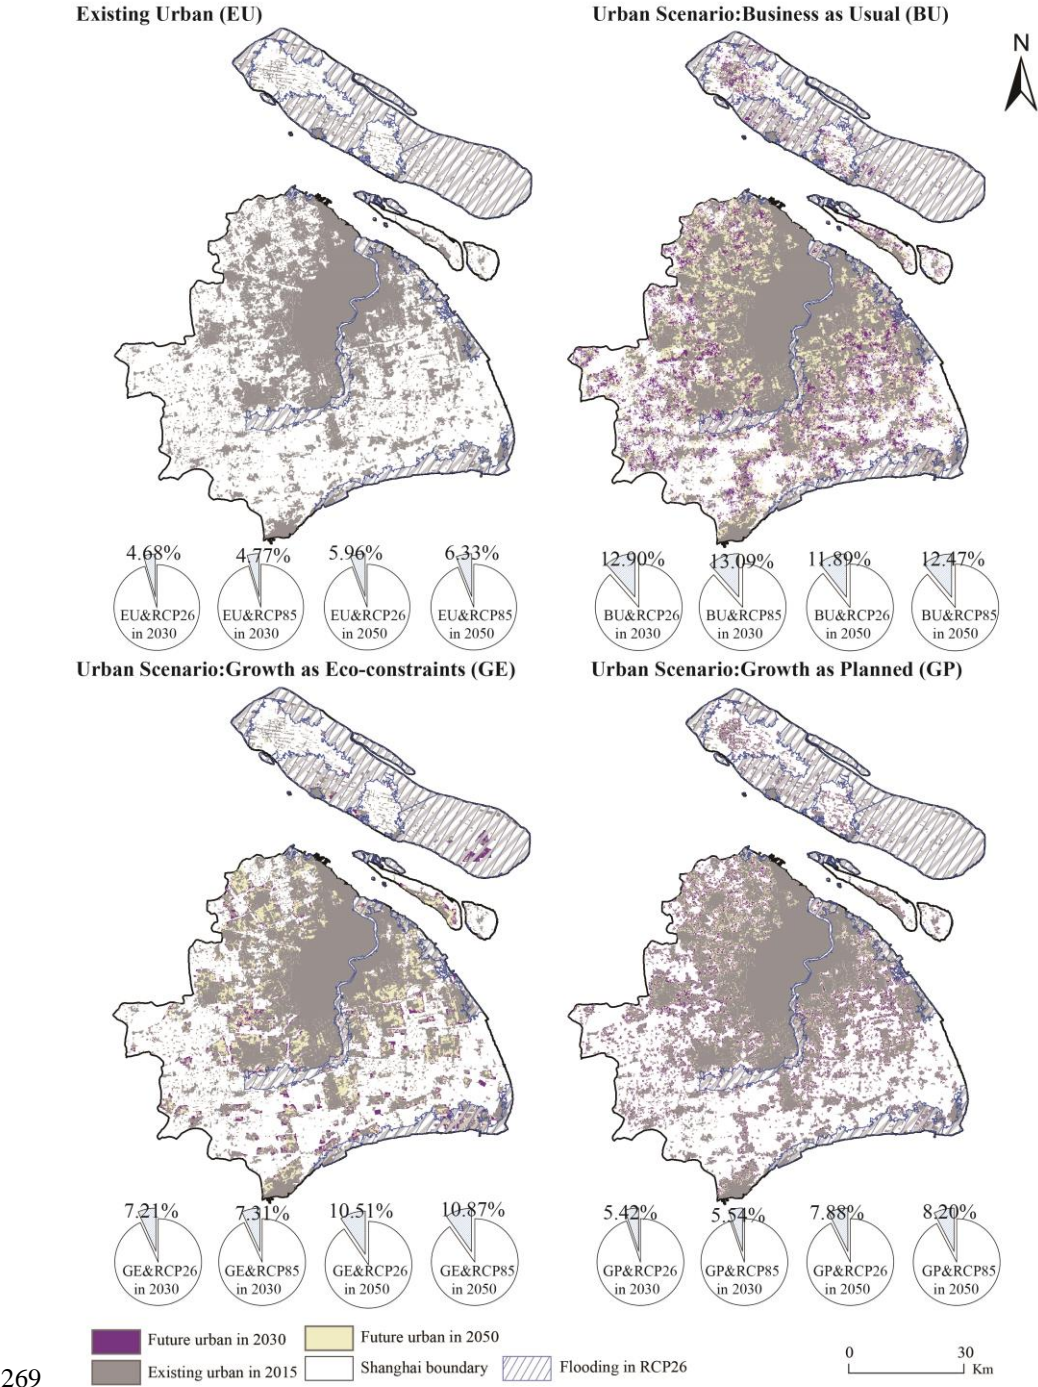 Existing Urban (EU)
Urban Scenario:Business as Usual (BU)
N
4.68%
4.77%
5.96%
6.33%
12.90%
13.09%
11.89%
12.47%
EU&RCP26
in 2030
EU&RCP85
in 2030
EU&RCP26
in 2050
EU&RCP85
in 2050
BU&RCP26
in 2030
BU&RCP85
in 2030
BU&RCP26
in 2050
BU&RCP85
in 2050
Urban Scenario:Growth as Eco-constraints (GE)
Urban Scenario:Growth as Planned (GP)
7.21%
7.31%
10.51%
10.87%
5.42%
5.54%
7.88%
8.20%
GE&RCP26
in 2030
GE&RCP85
in 2030
GE&RCP26
in 2050
GE&RCP85
in 2050
GP&RCP26
in 2030
GP&RCP85
in 2030
GP&RCP26
in 2050
GP&RCP85
in 2050
Future urban in 2030
Future urban in 2050
Existing urban in 2015
Shanghai boundary
Flooding in RCP26
0 30
Km
269